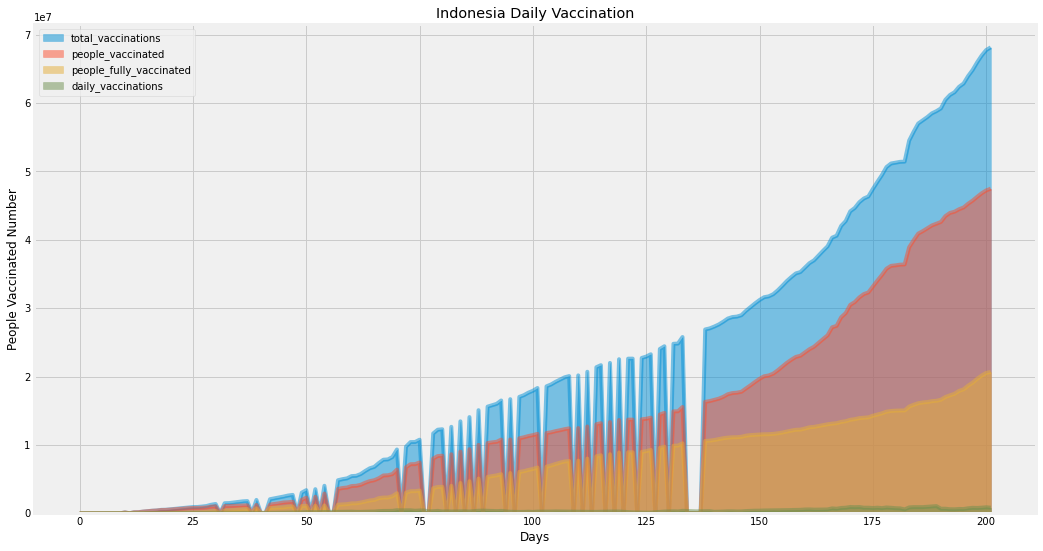 Indonesia Daily Vaccination
1e7
total_vaccinations
people_vaccinated
people_fully_vaccinated
daily_vaccinations
7
6
5
4
3
2
1
0
People Vaccinated Number
0 25 50 75 100 125 150 175 200
Days